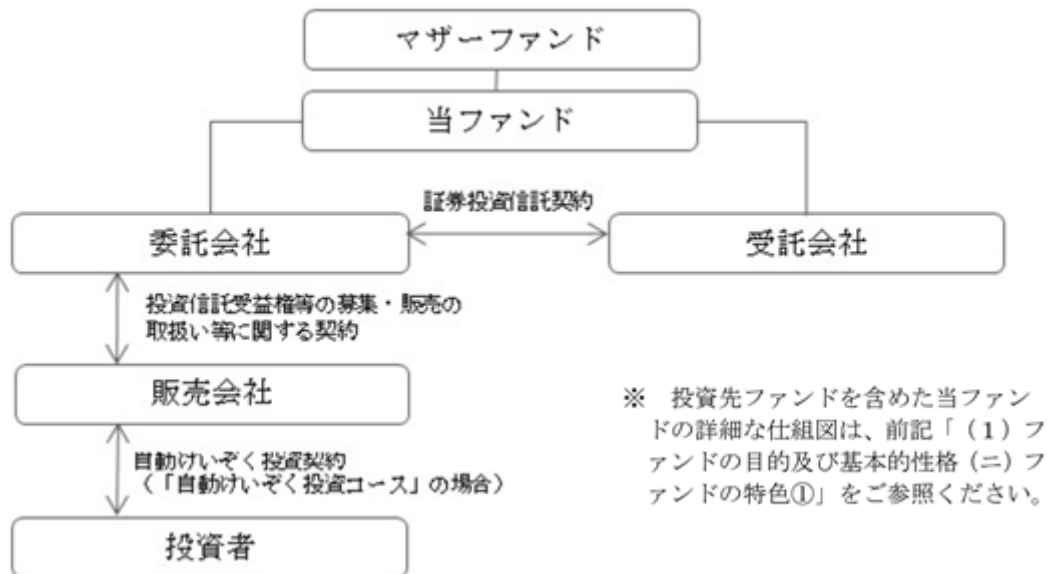 マザーファンド
当ファンド
証券投資信託契約
委託会社
受託会社
投資信託受益権等の募集・販売の
取扱い等に関する契約
販売会社
自動けいぞく投資契約
(「自動けいぞく投資コース」の場合)
投資者
※ 投資先ファンドを含めた当ファン
ドの詳細な仕組図は、前記「(1)フ
ァンドの目的及び基本的性格(ニ)フ
ァンドの特色①」をご参照ください。